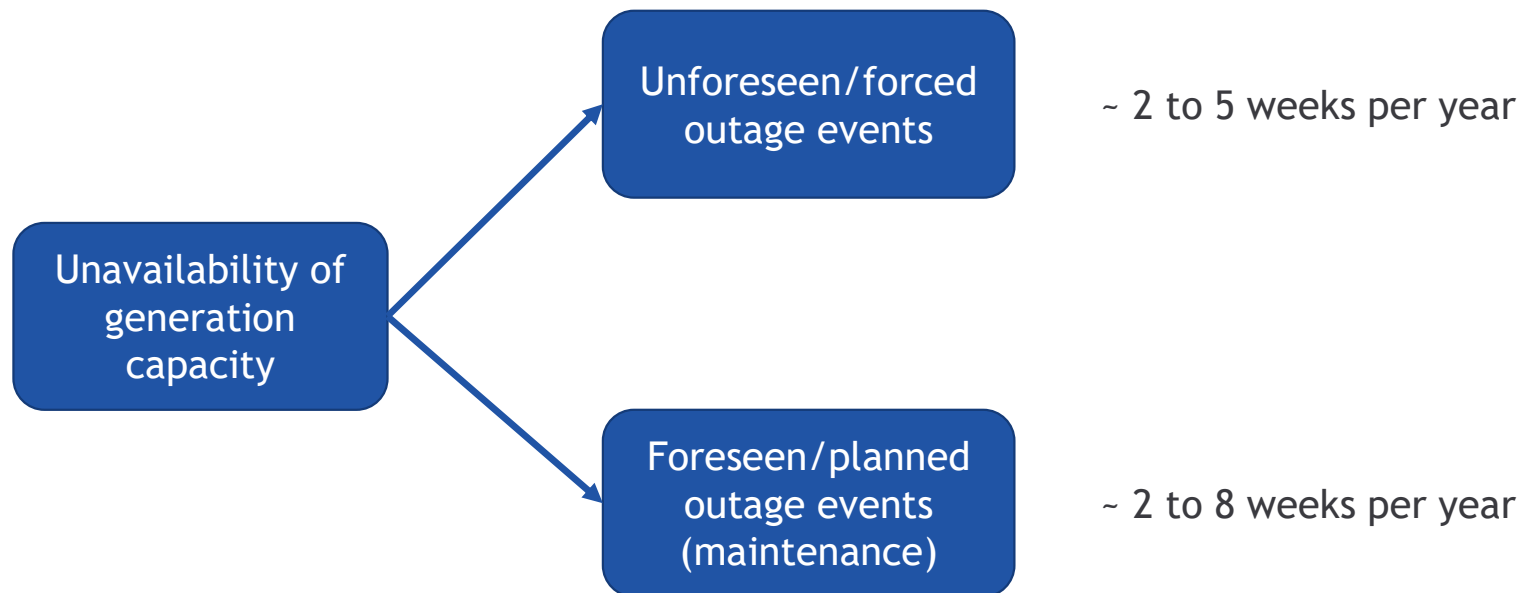 Unforeseen/forced
outage events
~ 2 to 5 weeks per year
Unavailability of
generation
capacity
Foreseen/planned
outage events
(maintenance)
~ 2 to 8 weeks per year